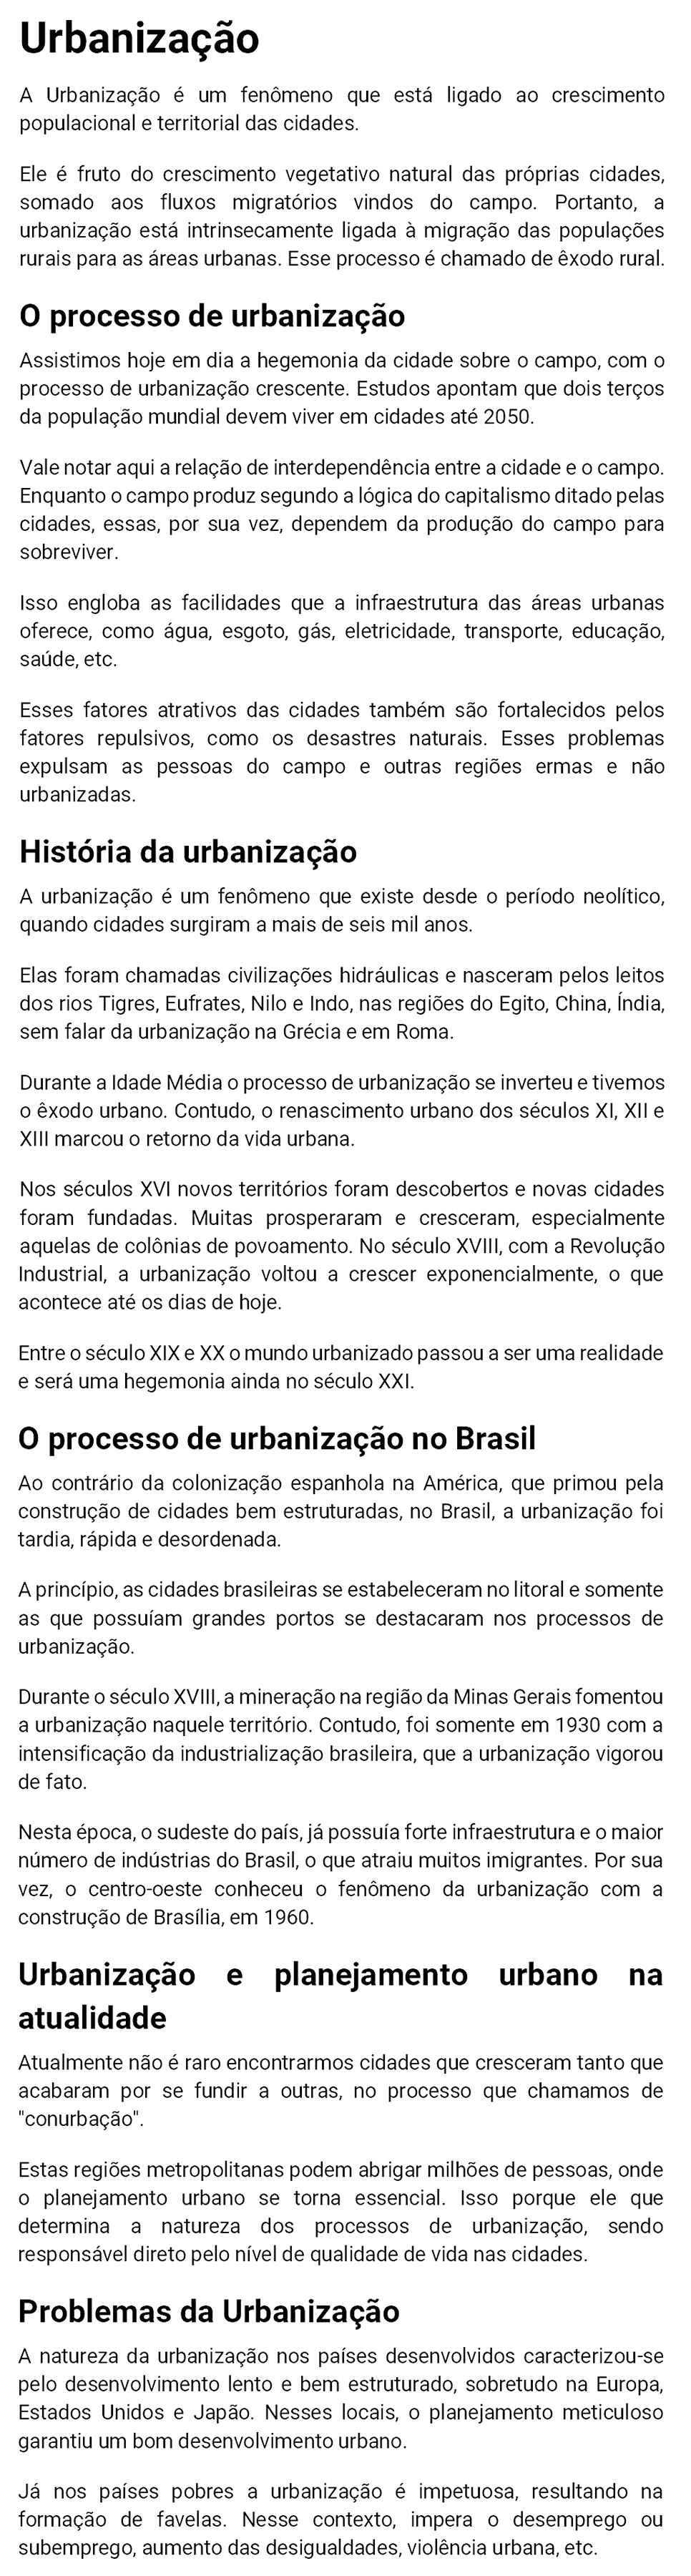 Urbanização
A Urbanização é um fenômeno que está ligado ao crescimento
populacional e territorial das cidades.
Ele é fruto do crescimento vegetativo natural das próprias cidades,
somado aos fluxos migratórios vindos do campo. Portanto, a
urbanização está intrinsecamente ligada à migração das populações
rurais para as áreas urbanas. Esse processo é chamado de êxodo rural.
O processo de urbanização
Assistimos hoje em dia a hegemonia da cidade sobre o campo, com o
processo de urbanização crescente. Estudos apontam que dois terços
da população mundial devem viver em cidades até 2050.
Vale notar aqui a relação de interdependência entre a cidade e o campo.
Enquanto o campo produz segundo a lógica do capitalismo ditado pelas
cidades, essas, por sua vez, dependem da produção do campo para
sobreviver.
Isso engloba as facilidades que a infraestrutura das áreas urbanas
oferece, como água, esgoto, gás, eletricidade, transporte, educação,
saúde, etc.
Esses fatores atrativos das cidades também são fortalecidos pelos
fatores repulsivos, como os desastres naturais. Esses problemas
expulsam as pessoas do campo e outras regiões ermas e não
urbanizadas.
História da urbanização
A urbanização é um fenômeno que existe desde o período neolítico,
quando cidades surgiram a mais de seis mil anos.
Elas foram chamadas civilizações hidráulicas e nasceram pelos leitos
dos rios Tigres, Eufrates, Nilo e Indo, nas regiões do Egito, China, Índia,
sem falar da urbanização na Grécia e em Roma.
Durante a Idade Média o processo de urbanização se inverteu e tivemos
o êxodo urbano. Contudo, o renascimento urbano dos séculos XI, XII e
XIII marcou o retorno da vida urbana.
Nos séculos XVI novos territórios foram descobertos e novas cidades
foram fundadas. Muitas prosperaram e cresceram, especialmente
aquelas de colônias de povoamento. No século XVIII, com a Revolução
Industrial, a urbanização voltou a crescer exponencialmente, o que
acontece até os dias de hoje.
Entre o século XIX e XX o mundo urbanizado passou a ser uma realidade
e será uma hegemonia ainda no século XXI.
O processo de urbanização no Brasil
Ao contrário da colonização espanhola na América, que primou pela
construção de cidades bem estruturadas, no Brasil, a urbanização foi
tardia, rápida e desordenada.
A princípio, as cidades brasileiras se estabeleceram no litoral e somente
as que possuíam grandes portos se destacaram nos processos de
urbanização.
Durante o século XVIII, a mineração na região da Minas Gerais fomentou
a urbanização naquele território. Contudo, foi somente em 1930 com a
intensificação da industrialização brasileira, que a urbanização vigorou
de fato.
Nesta época, o sudeste do país, já possuía forte infraestrutura e o maior
número de indústrias do Brasil, o que atraiu muitos imigrantes. Por sua
vez, o centro-oeste conheceu o fenômeno da urbanização com a
construção de Brasília, em 1960.
Urbanização e planejamento urbano na
atualidade
Atualmente não é raro encontrarmos cidades que cresceram tanto que
acabaram por se fundir a outras, no processo que chamamos de
"conurbação".
Estas regiões metropolitanas podem abrigar milhões de pessoas, onde
o planejamento urbano se torna essencial. Isso porque ele que
determina a natureza dos processos de urbanização, sendo
responsável direto pelo nível de qualidade de vida nas cidades.
Problemas da Urbanização
A natureza da urbanização nos países desenvolvidos caracterizou-se
pelo desenvolvimento lento e bem estruturado, sobretudo na Europa,
Estados Unidos e Japão. Nesses locais, o planejamento meticuloso
garantiu um bom desenvolvimento urbano.
Já nos países pobres a urbanização é impetuosa, resultando na
formação de favelas. Nesse contexto, impera o desemprego ou
subemprego, aumento das desigualdades, violência urbana, etc.